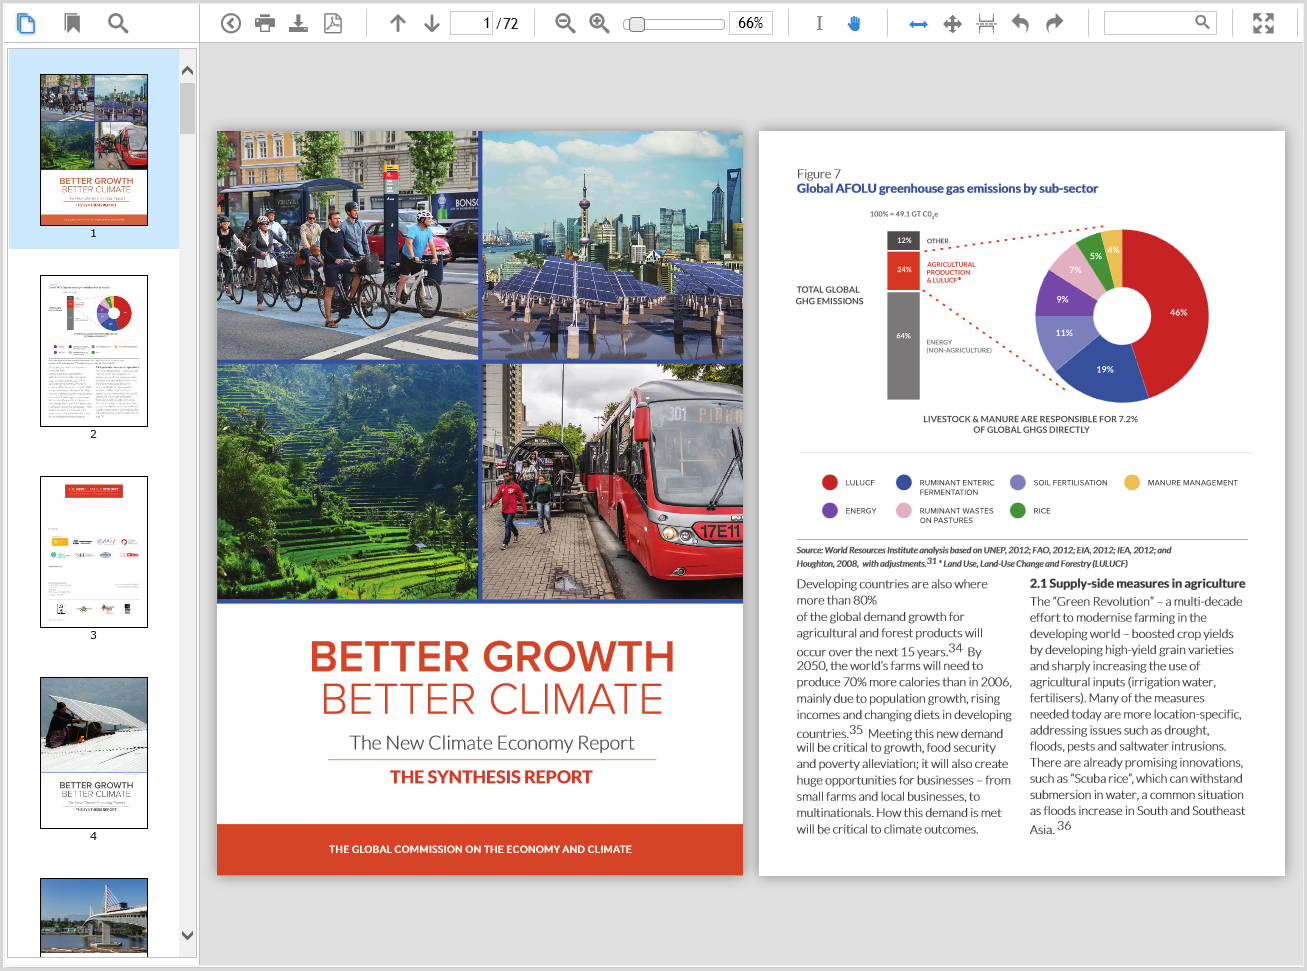 1 / 72
66%
BETTER GROWTH
BETTER CLIMATE
The New Climate Economy Report
THE SYNTHESIS REPORT
1
2
3
BETTER GROWTH
BETTER CLIMATE
The New Climate Economy Report
THE SYNTHESIS REPORT
4
BONSO
301
17E11
BETTER GROWTH
BETTER CLIMATE
The New Climate Economy Report
THE SYNTHESIS REPORT
THE GLOBAL COMMISSION ON THE ECONOMY AND CLIMATE
Figure 7
Global AFOLU greenhouse gas emissions by sub-sector
100% = 49.1 GT CO2e
12%
OTHER
24%
AGRICULTURAL
PRODUCTION
& LULUCF*
TOTAL GLOBAL
GHG EMISSIONS
64%
ENERGY
(NON-AGRICULTURE)
4%
5%
7%
9%
11%
19%
46%
LIVESTOCK & MANURE ARE RESPONSIBLE FOR 7.2%
OF GLOBAL GHGS DIRECTLY
LULUCF
RUMINANT ENTERIC
FERMENTATION
SOIL FERTILISATION
MANURE MANAGEMENT
ENERGY
RUMINANT WASTES
ON PASTURES
RICE
Source: World Resources Institute analysis based on UNEP, 2012; FAO, 2012; EIA, 2012; IEA, 2012; and
Houghton, 2008, with adjustments.31 * Land Use, Land-Use Change and Forestry (LULUCF)
Developing countries are also where
more than 80%
of the global demand growth for
agricultural and forest products will
occur over the next 15 years.34 By
2050, the world's farms will need to
produce 70% more calories than in 2006,
mainly due to population growth, rising
incomes and changing diets in developing
countries.35 Meeting this new demand
will be critical to growth, food security
and poverty alleviation; it will also create
huge opportunities for businesses – from
small farms and local businesses, to
multinationals. How this demand is met
will be critical to climate outcomes.
2.1 Supply-side measures in agriculture
The “Green Revolution” – a multi-decade
effort to modernise farming in the
developing world – boosted crop yields
by developing high-yield grain varieties
and sharply increasing the use of
agricultural inputs (irrigation water,
fertilisers). Many of the measures
needed today are more location-specific,
addressing issues such as drought,
floods, pests and saltwater intrusions.
There are already promising innovations,
such as “Scuba rice”, which can withstand
submersion in water, a common situation
as floods increase in South and Southeast
Asia. 36